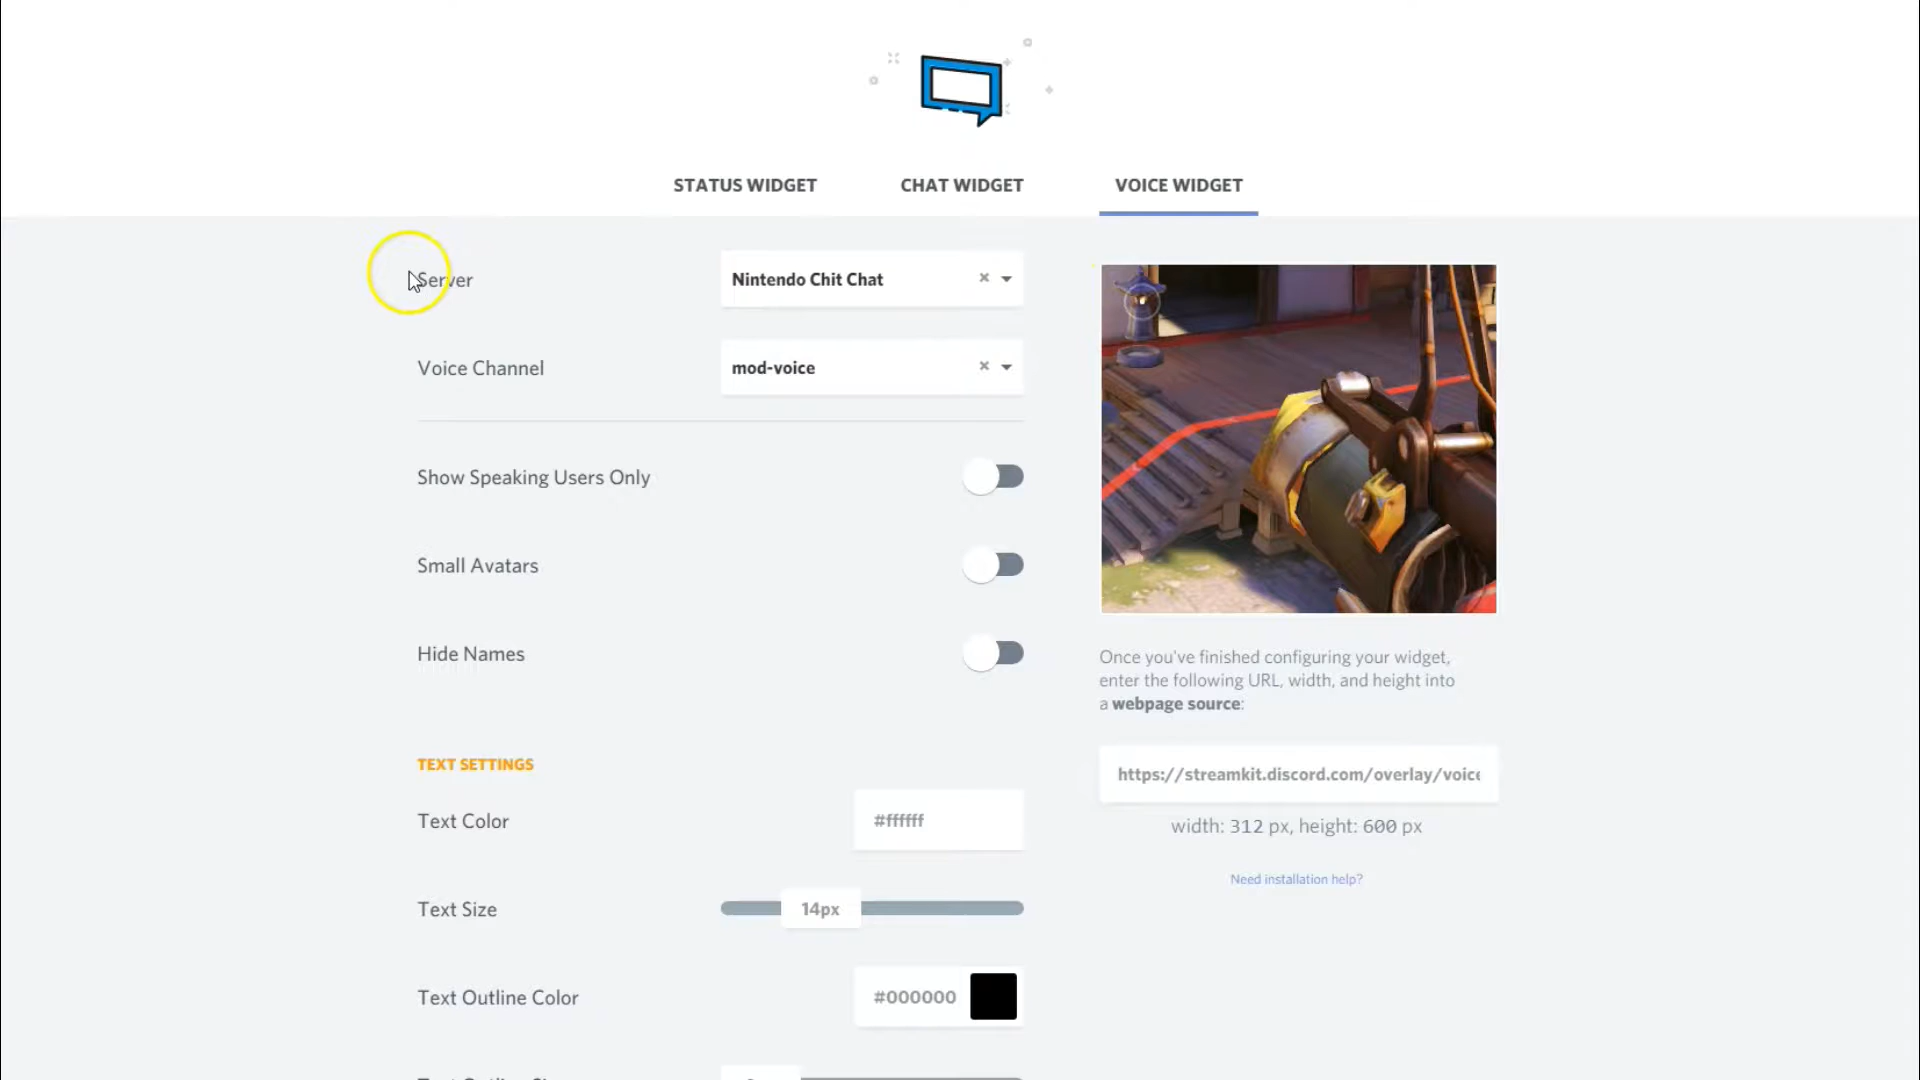 STATUS WIDGET
CHAT WIDGET
VOICE WIDGET
Server
Nintendo Chit Chat
Voice Channel
mod-voice
Show Speaking Users Only
Small Avatars
Hide Names
TEXT SETTINGS
Text Color
#ffffff
Text Size
14px
Text Outline Color
#000000
Once you've finished configuring your widget,
enter the following URL, width, and height into
a webpage source:
https://streamkit.discord.com/overlay/voice
width: 312 px, height: 600 px
Need installation help?